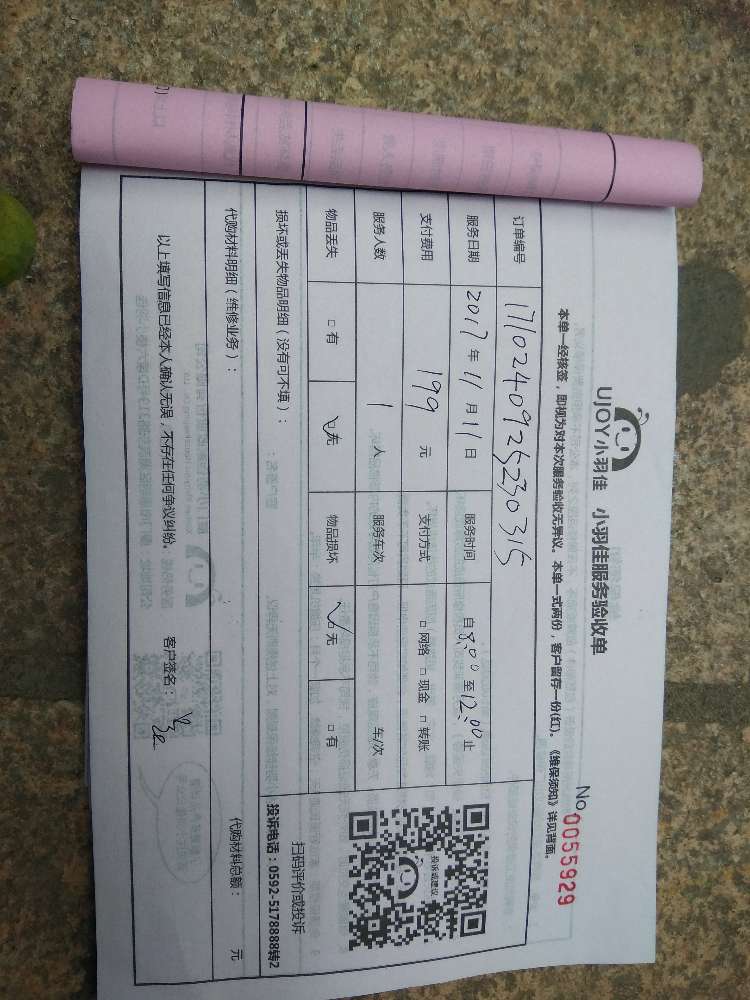 UJOY小羽佳 小羽佳服务验收单
No 0055929
本单一经核签，即视为对本次服务验收无异议。本单一式两份，客户留存一份(红)。《维保须知》详见背面。
订单编号 1710240925230315
服务日期 2017年11月11日 服务时间 自8:00至12:00止
支付费用 199 元 支付方式 □网络 □现金 □转账
服务人数 1 人 服务车次 车/次
物品丢失 □有 ☑无 物品损坏 ☑无 □有
投诉或建议
扫码评价或投诉
投诉电话：0592-5178888转2
损坏或丢失物品明细（没有可不填）：
代购材料明细（维修业务）：
代购材料总额： 元
以上填写信息已经本人确认无误，不存在任何争议纠纷。 客户签名：